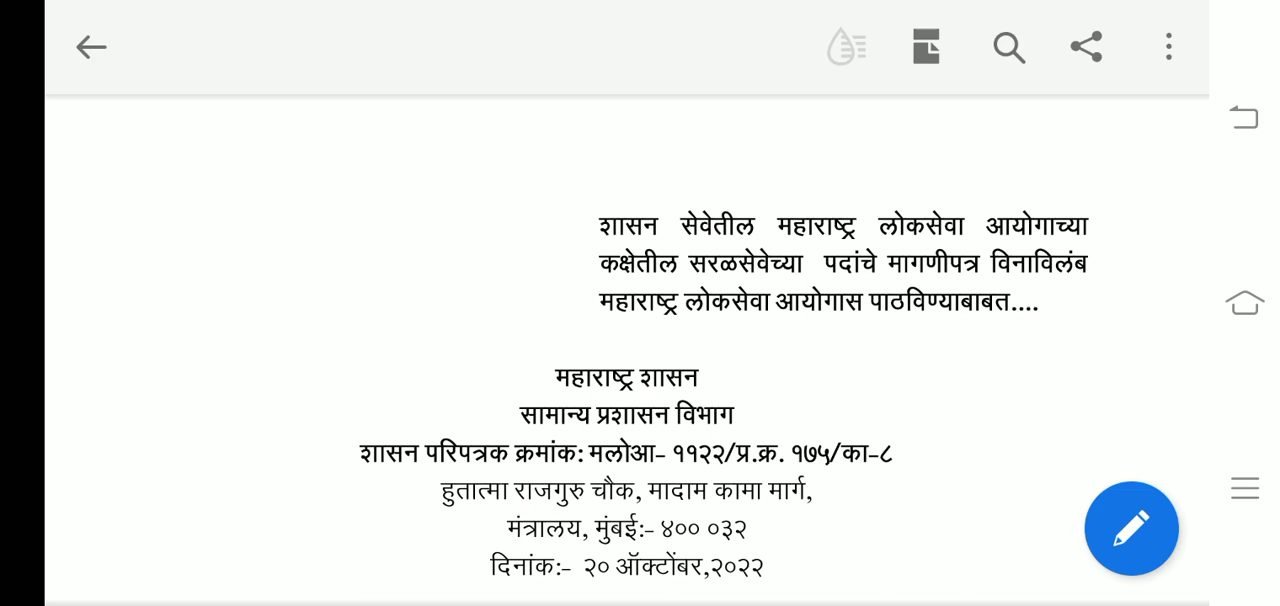 शासन सेवेतील महाराष्ट्र लोकसेवा आयोगाच्या
कक्षेतील सरळसेवेच्या पदांचे मागणीपत्र विनाविलंब
महाराष्ट्र लोकसेवा आयोगास पाठविण्याबाबत....
महाराष्ट्र शासन
सामान्य प्रशासन विभाग
शासन परिपत्रक क्रमांक: मलोआ- ११२२/प्र.क्र. १७५/का-८
हुतात्मा राजगुरु चौक, मादाम कामा मार्ग,
मंत्रालय, मुंबई:- ४०० ०३२
दिनांक:- २० ऑक्टोंबर,२०२२